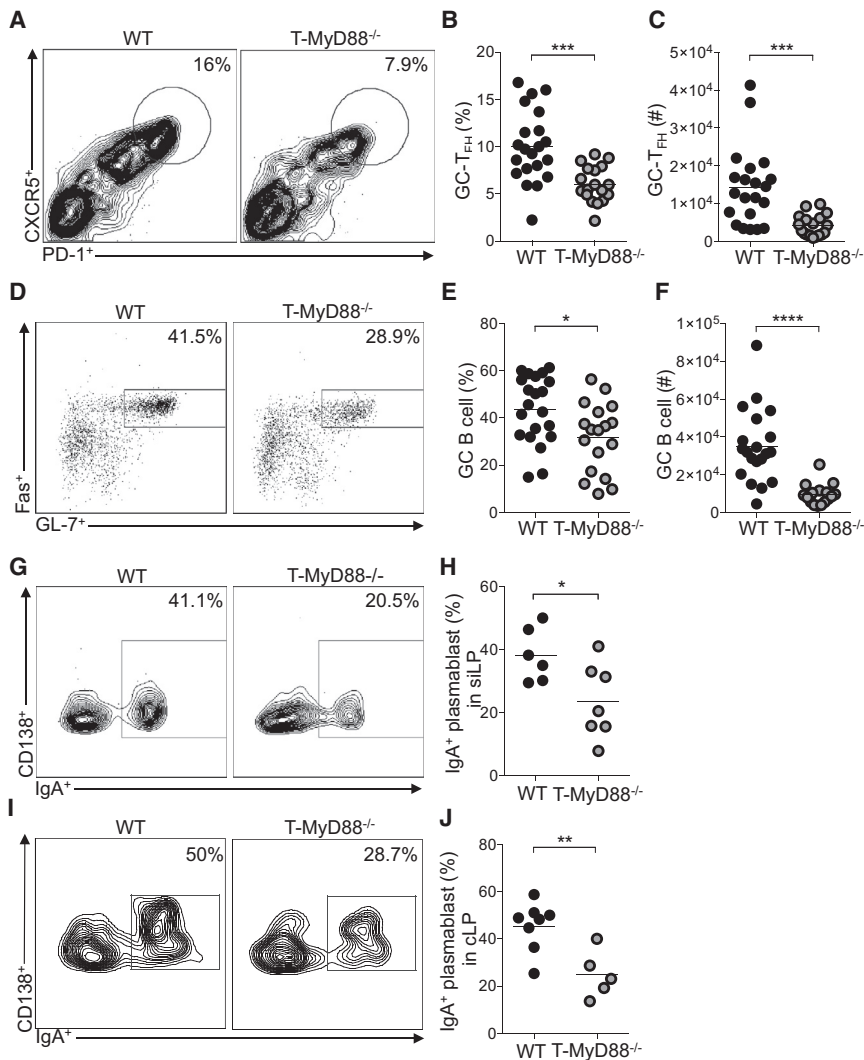 A
WT
T-MyD88-/-
16%
7.9%
CXCR5+
PD-1+
B
***
20
15
10
5
0
GC-TFH (%)
WT T-MyD88-/-
C
***
5×10⁴
4×10⁴
3×10⁴
2×10⁴
1×10⁴
0
GC-TFH (#)
WT T-MyD88-/-
D
WT
T-MyD88-/-
41.5%
28.9%
Fas+
GL-7+
E
*
80
60
40
20
0
GC B cell (%)
WT T-MyD88-/-
F
****
1×10⁵
8×10⁴
6×10⁴
4×10⁴
2×10⁴
0
GC B cell (#)
WT T-MyD88-/-
G
WT
T-MyD88-/-
41.1%
20.5%
CD138+
IgA+
H
*
60
40
20
0
IgA+ plasmablast (%)
in siLP
WT T-MyD88-/-
I
WT
T-MyD88-/-
50%
28.7%
CD138+
IgA+
J
**
80
60
40
20
0
IgA+ plasmablast (%)
in cLP
WT T-MyD88-/-